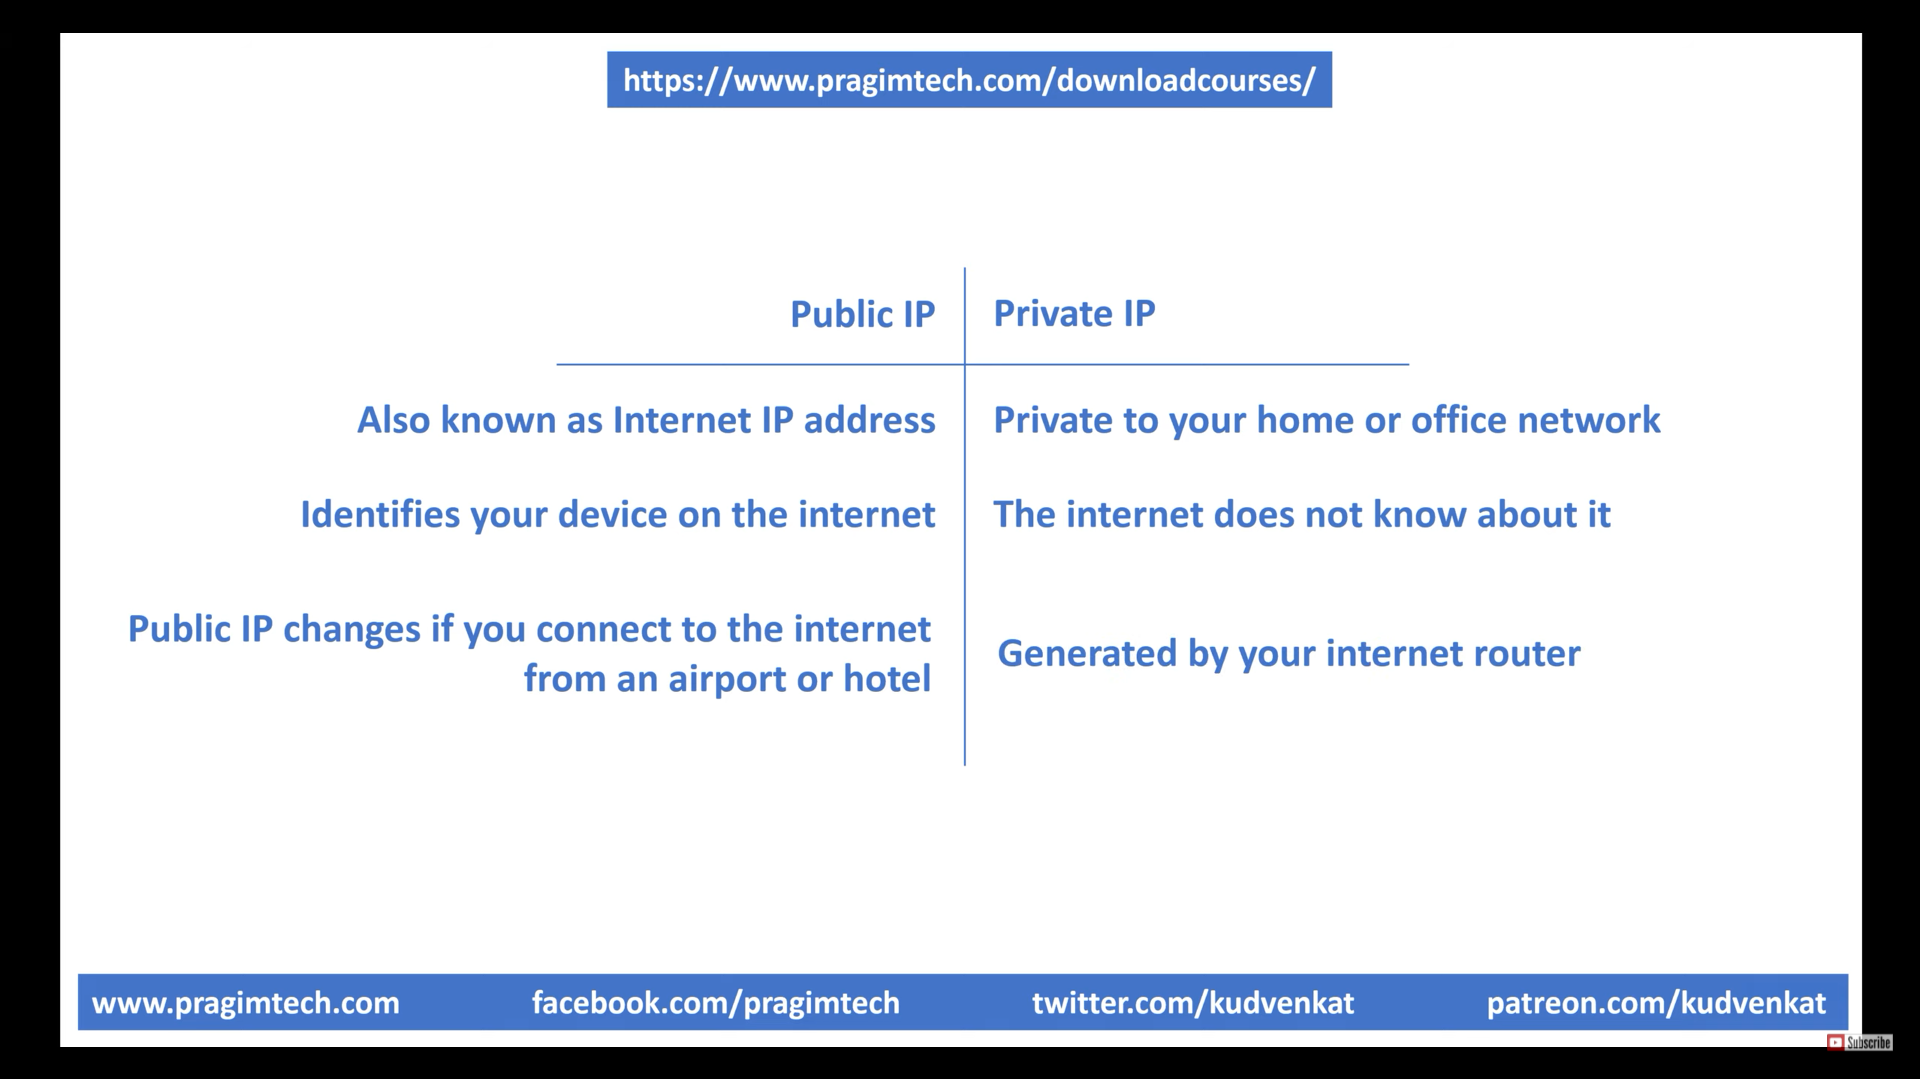 https://www.pragimtech.com/downloadcourses/
Public IP
Private IP
Also known as Internet IP address
Private to your home or office network
Identifies your device on the internet
The internet does not know about it
Public IP changes if you connect to the internet
from an airport or hotel
Generated by your internet router
www.pragimtech.com
facebook.com/pragimtech
twitter.com/kudvenkat
patreon.com/kudvenkat
Subscribe